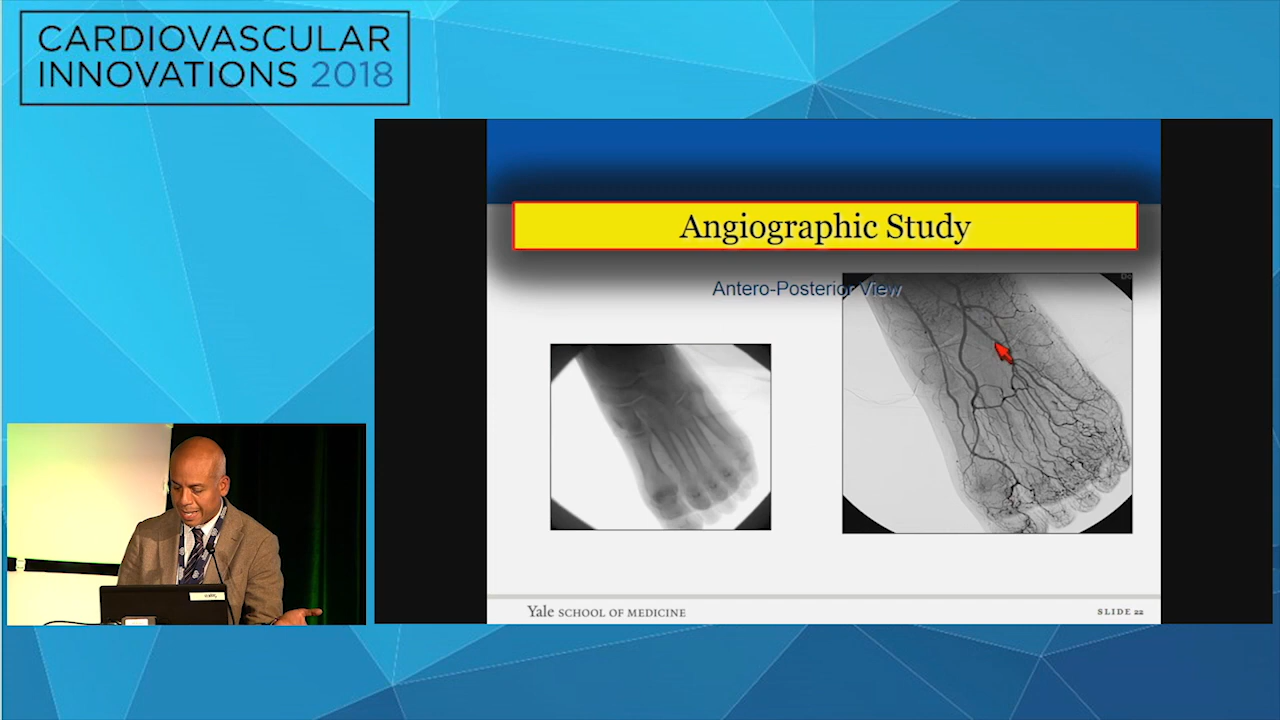 CARDIOVASCULAR
INNOVATIONS 2018
Angiographic Study
Antero-Posterior View
Yale SCHOOL OF MEDICINE
SLIDE 22